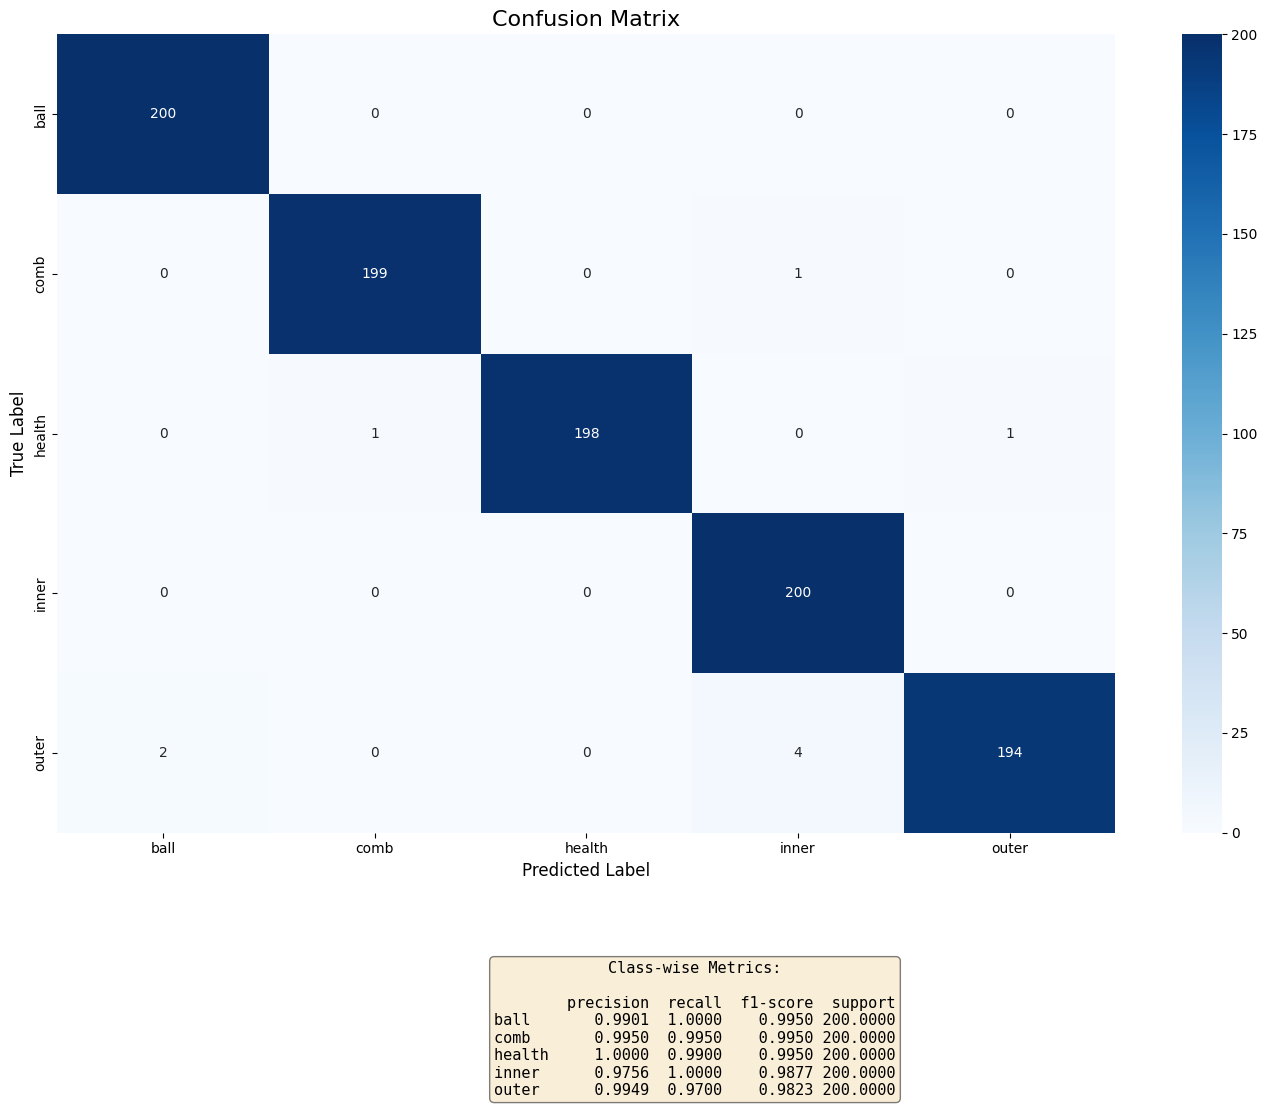 Confusion Matrix
200
ball 200 0 0 0 0
175
150
comb 0 199 0 1 0
125
True Label
health 0 1 198 0 1
100
75
inner 0 0 0 200 0
50
25
outer 2 0 0 4 194
0
ball comb health inner outer
Predicted Label
Class-wise Metrics:
precision recall f1-score support
ball 0.9901 1.0000 0.9950 200.0000
comb 0.9950 0.9950 0.9950 200.0000
health 1.0000 0.9900 0.9950 200.0000
inner 0.9756 1.0000 0.9877 200.0000
outer 0.9949 0.9700 0.9823 200.0000